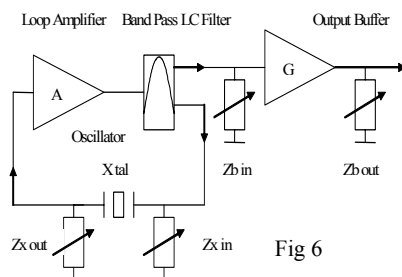 Loop Amplifier
Band Pass LC Filter
Output Buffer
A
G
Oscillator
X tal
Zb in
Zb out
Zx out
Zx in
Fig 6